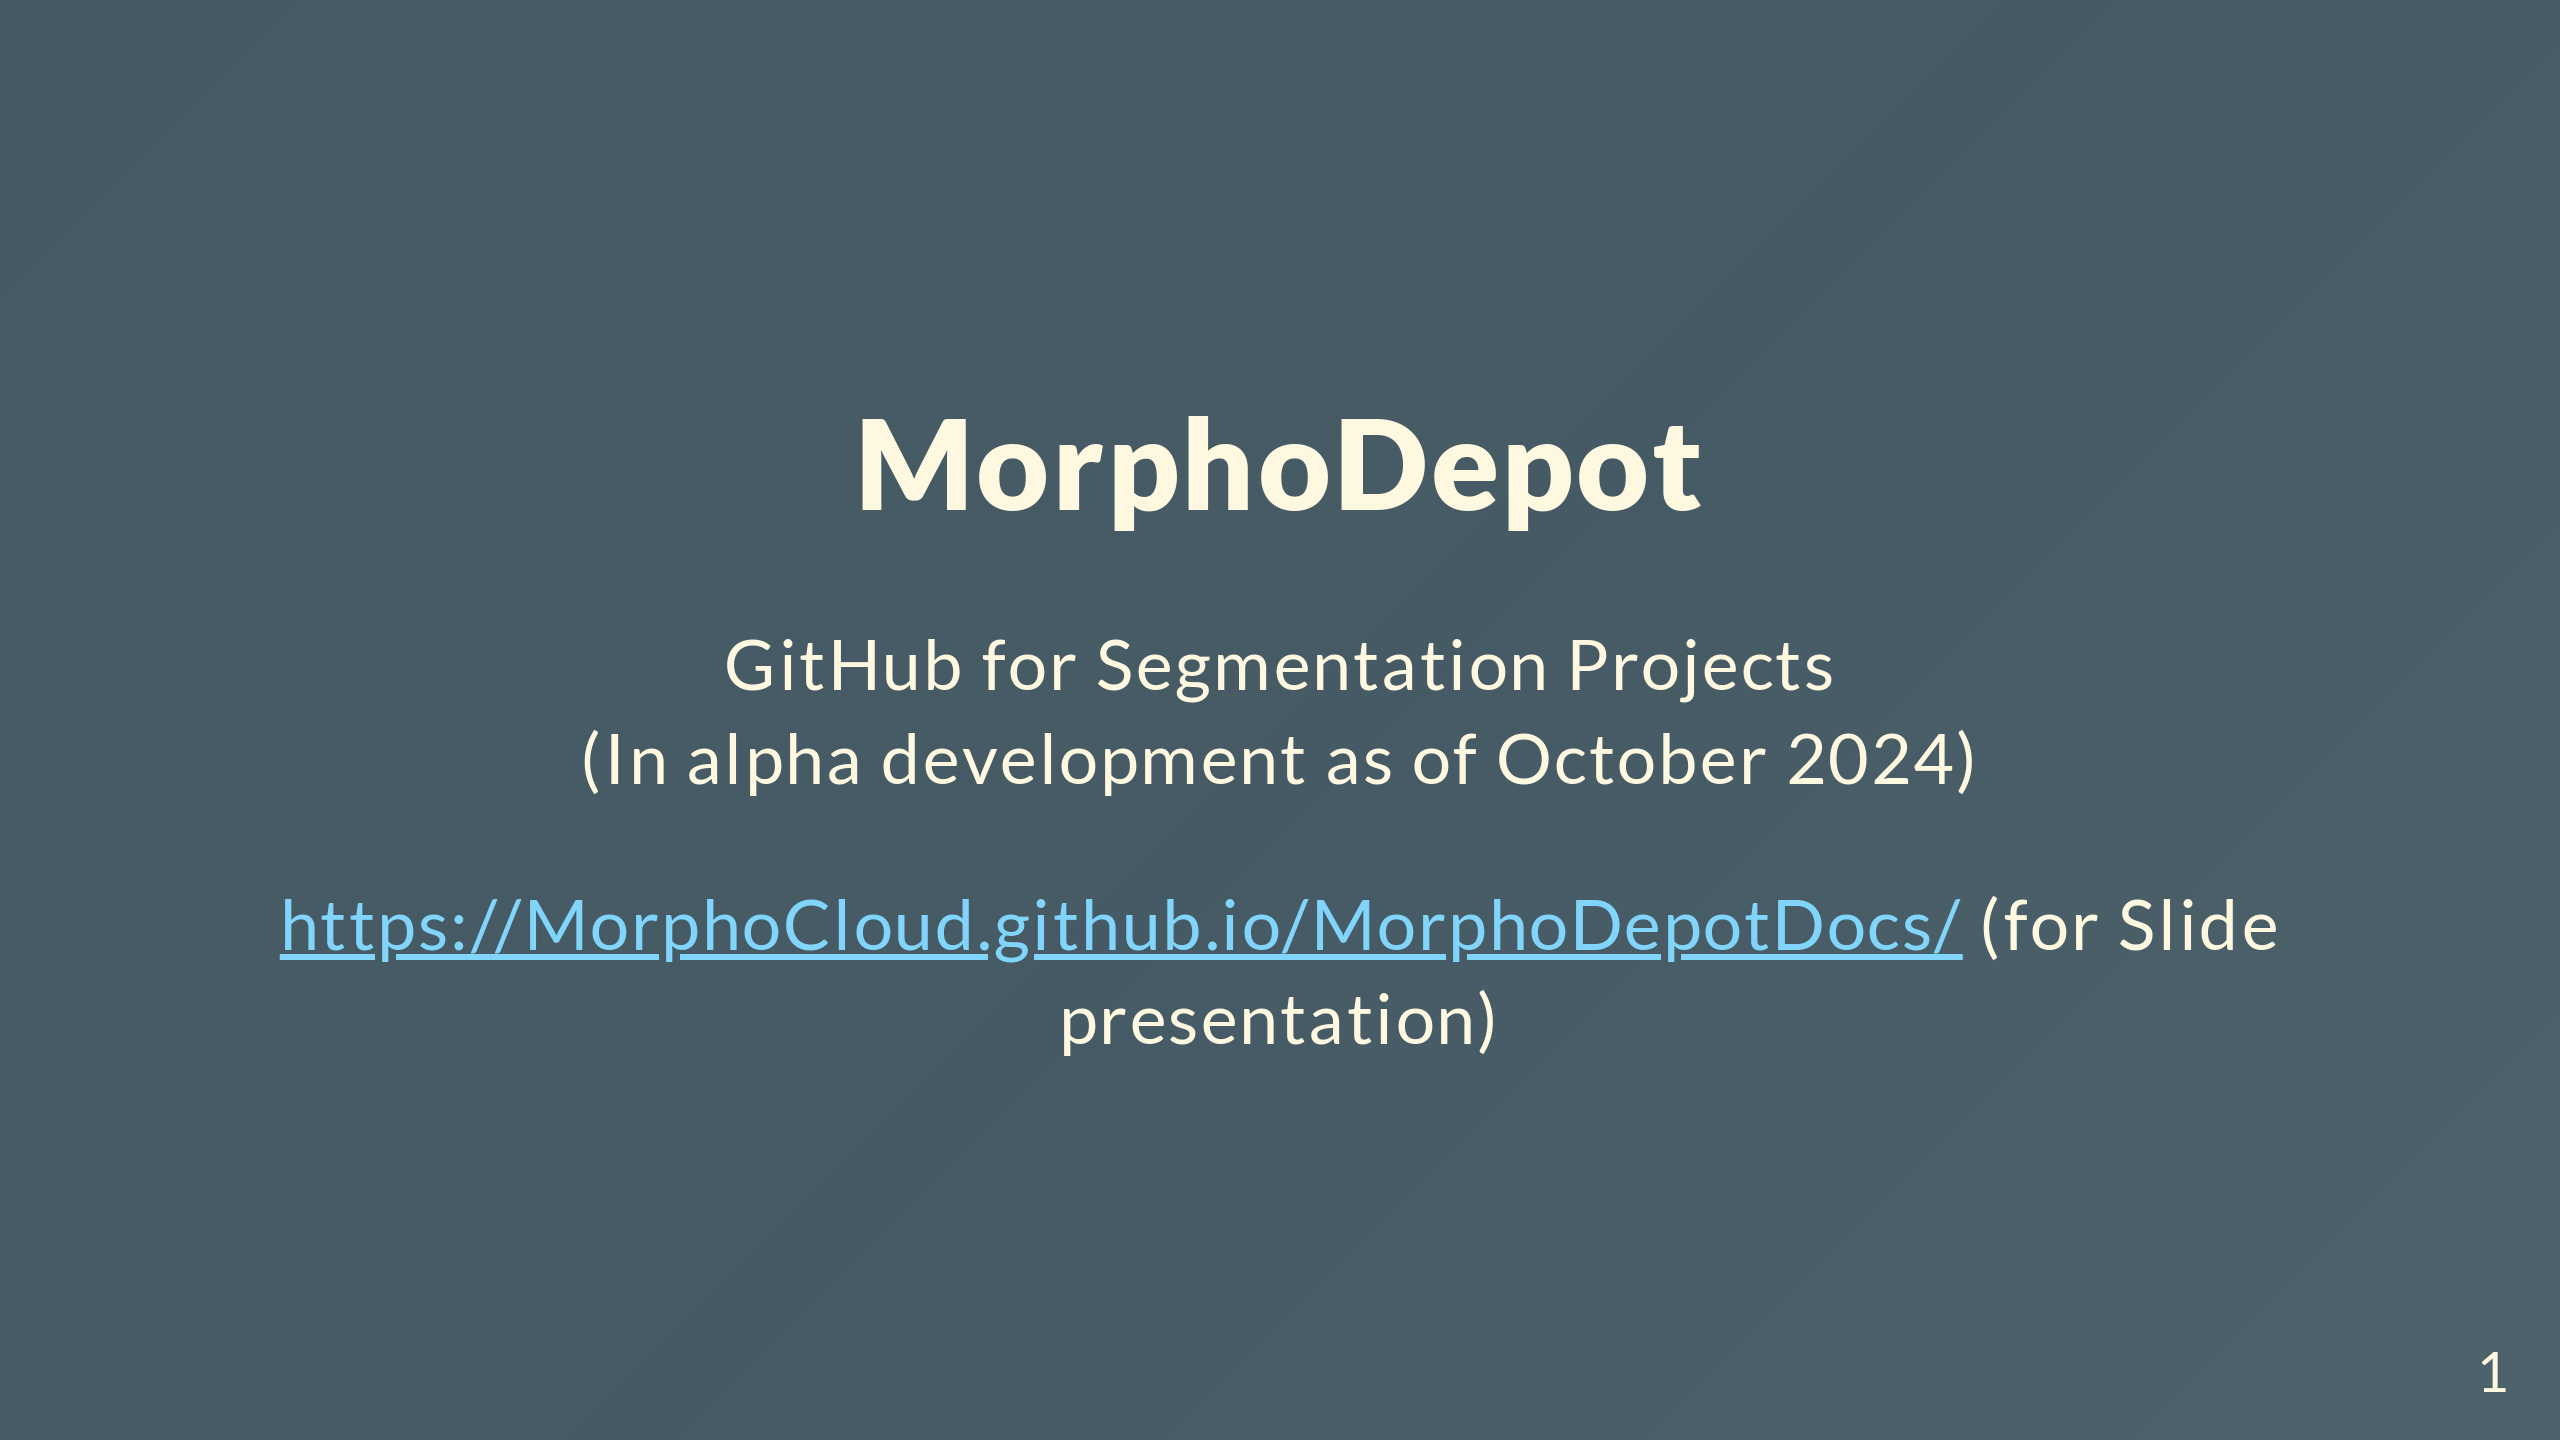 MorphoDepot
GitHub for Segmentation Projects
(In alpha development as of October 2024)
https://MorphoCloud.github.io/MorphoDepotDocs/ (for Slide
presentation)
1